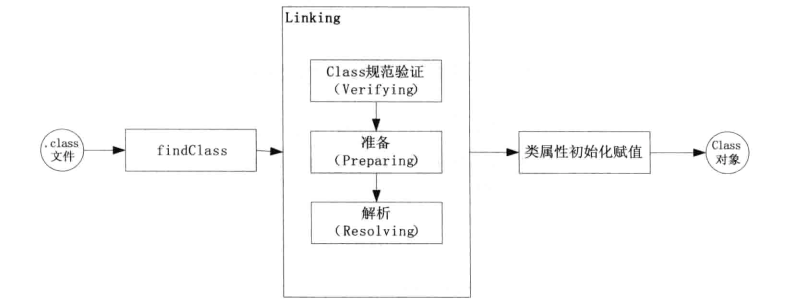 Linking
Class规范验证
(Verifying)
.class
文件
findClass
准备
(Preparing)
类属性初始化赋值
Class
对象
解析
(Resolving)